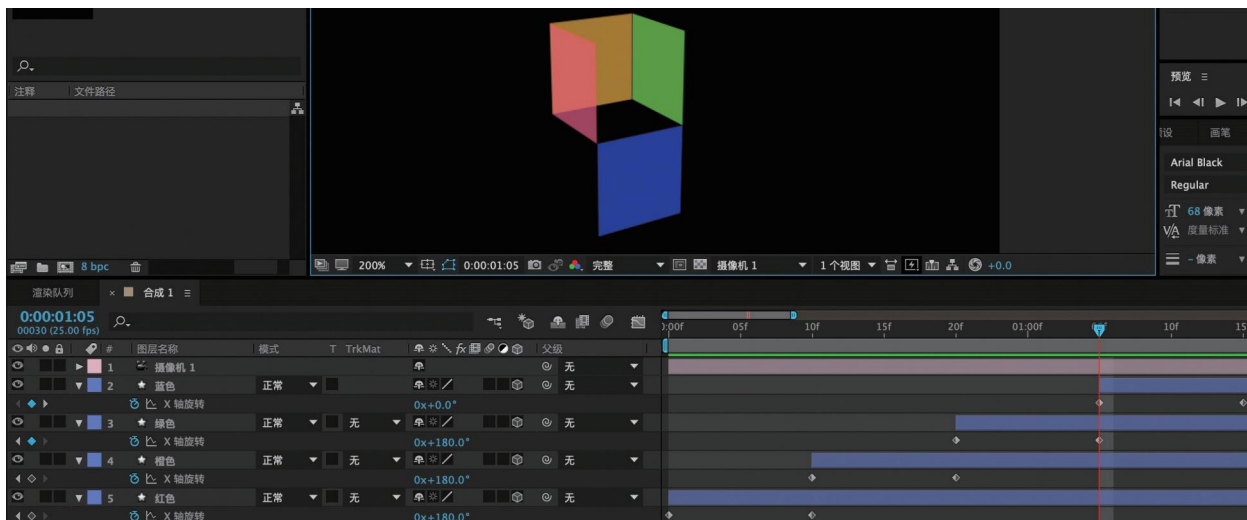 注释 文件路径
预览
预设 画笔
Arial Black
Regular
68 像素
度量标准
– 像素
8 bpc
200% 0:00:01:05 完整 摄像机 1 1 个视图 +0.0
渲染队列 × 合成 1
0:00:01:05
00030 (25.00 fps)
):00f 05f 10f 15f 20f 01:00f 10f 15
# 图层名称 模式 T TrkMat 父级
1 摄像机 1 无
2 蓝色 正常 无
X 轴旋转 0x+0.0°
3 绿色 正常 无 无
X 轴旋转 0x+180.0°
4 橙色 正常 无 无
X 轴旋转 0x+180.0°
5 红色 正常 无 无
X 轴旋转 0x+180.0°